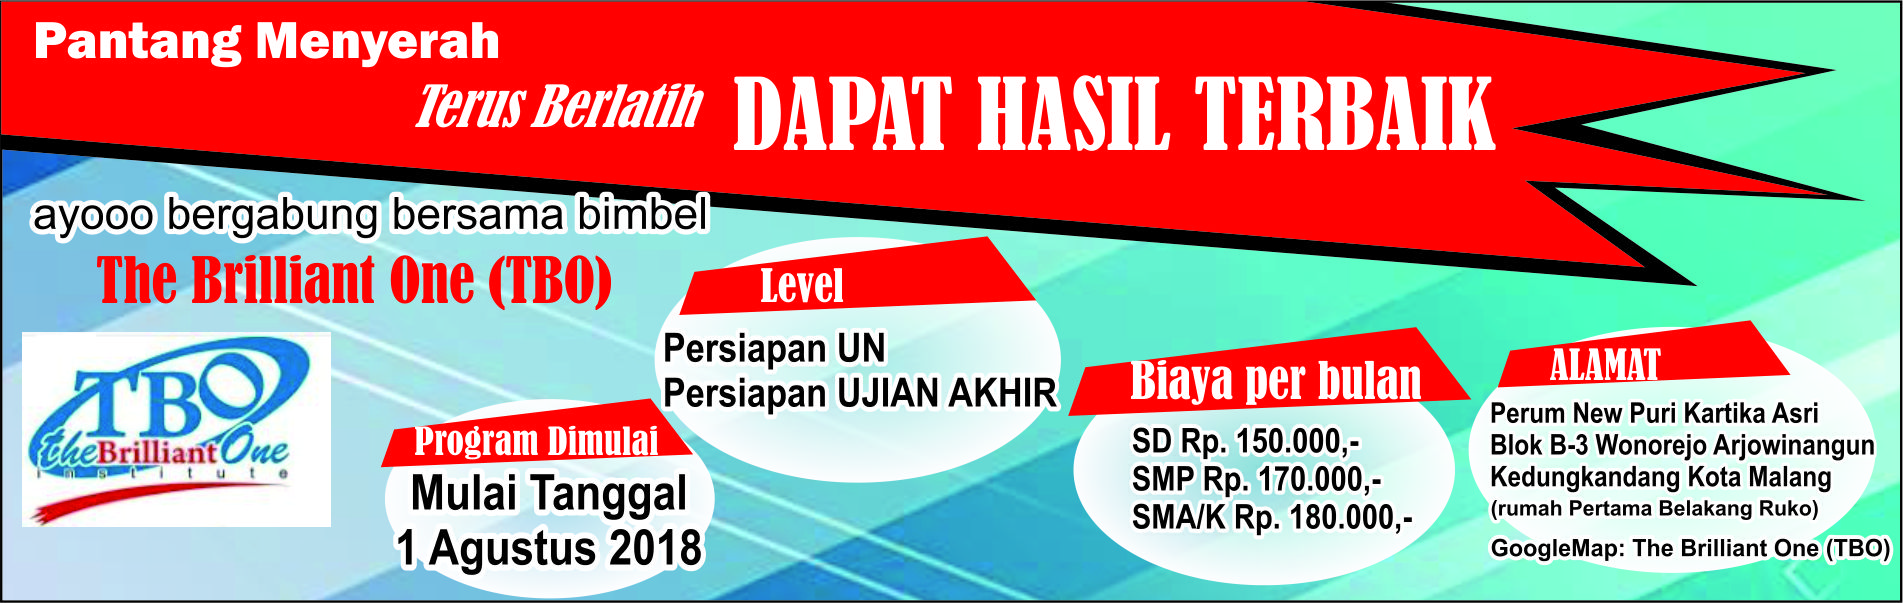 Pantang Menyerah
Terus Berlatih DAPAT HASIL TERBAIK
ayooo bergabung bersama bimbel
The Brilliant One (TBO)
TBO
the Brilliant One
institute
Program Dimulai
Mulai Tanggal
1 Agustus 2018
Level
Persiapan UN
Persiapan UJIAN AKHIR
Biaya per bulan
SD Rp. 150.000,-
SMP Rp. 170.000,-
SMA/K Rp. 180.000,-
ALAMAT
Perum New Puri Kartika Asri
Blok B-3 Wonorejo Arjowinangun
Kedungkandang Kota Malang
(rumah Pertama Belakang Ruko)
GoogleMap: The Brilliant One (TBO)